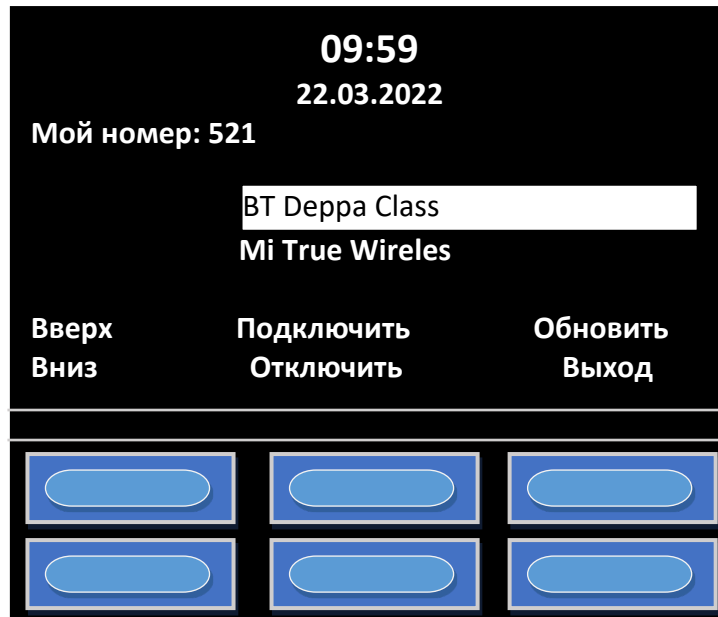 09:59
22.03.2022
Мой номер: 521
BT Deppa Class
Mi True Wireles
Вверх Подключить Обновить
Вниз Отключить Выход